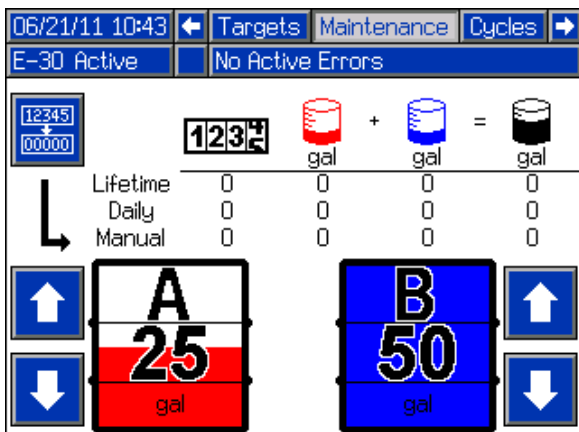 06/21/11 10:43 Targets Maintenance Cycles
E-30 Active No Active Errors
12345
00000
123
+ =
gal gal gal
Lifetime 0 0 0 0
Daily 0 0 0 0
Manual 0 0 0 0
A B
25 50
gal gal